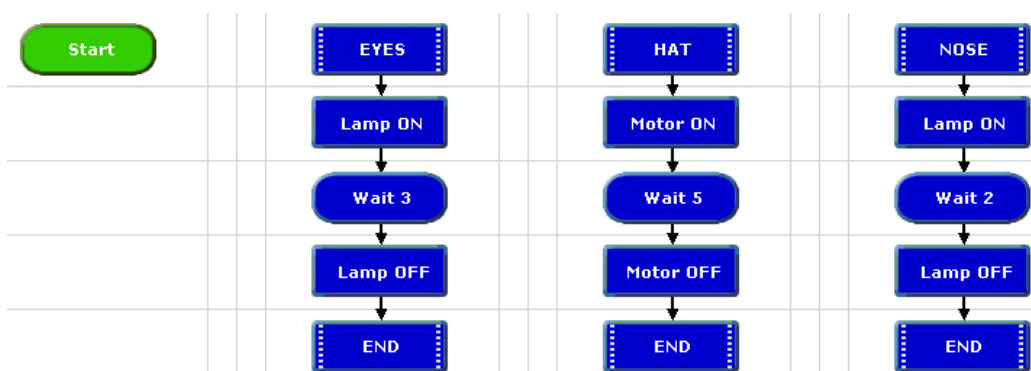 Start
EYES
Lamp ON
Wait 3
Lamp OFF
END
HAT
Motor ON
Wait 5
Motor OFF
END
NOSE
Lamp ON
Wait 2
Lamp OFF
END